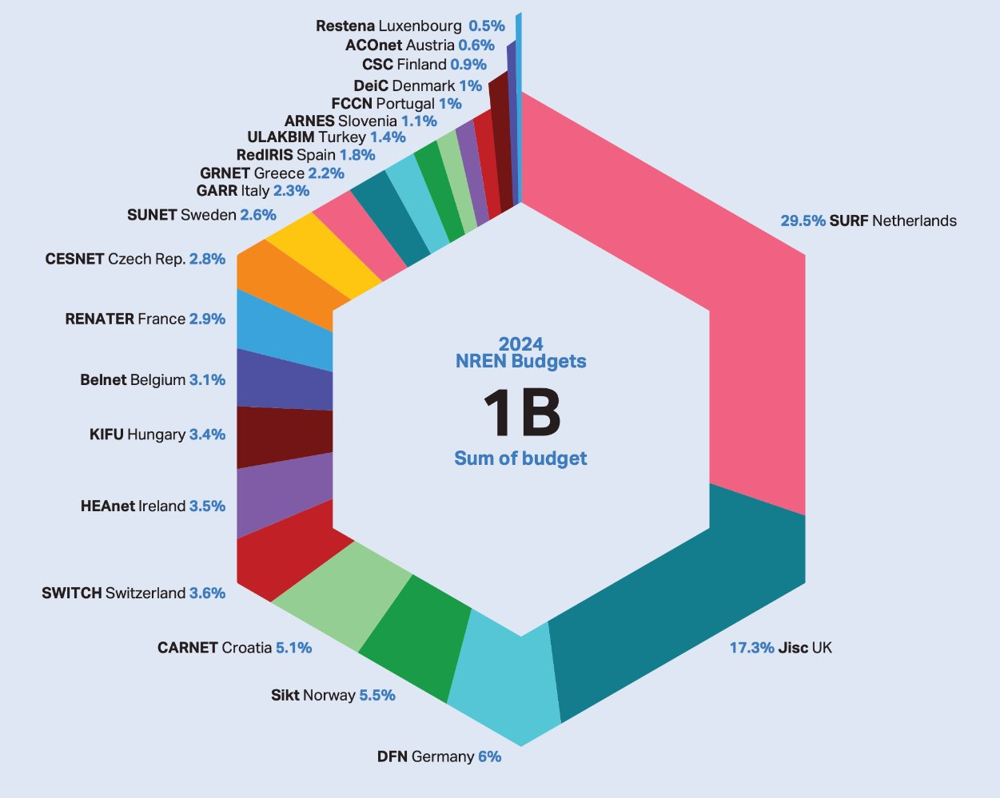 Restena Luxenbourg 0.5%
ACOnet Austria 0.6%
CSC Finland 0.9%
DeiC Denmark 1%
FCCN Portugal 1%
ARNES Slovenia 1.1%
ULAKBIM Turkey 1.4%
RedIRIS Spain 1.8%
GRNET Greece 2.2%
GARR Italy 2.3%
SUNET Sweden 2.6%
CESNET Czech Rep. 2.8%
RENATER France 2.9%
Belnet Belgium 3.1%
KIFU Hungary 3.4%
HEAnet Ireland 3.5%
SWITCH Switzerland 3.6%
CARNET Croatia 5.1%
Sikt Norway 5.5%
DFN Germany 6%
17.3% Jisc UK
29.5% SURF Netherlands
2024
NREN Budgets
1B
Sum of budget